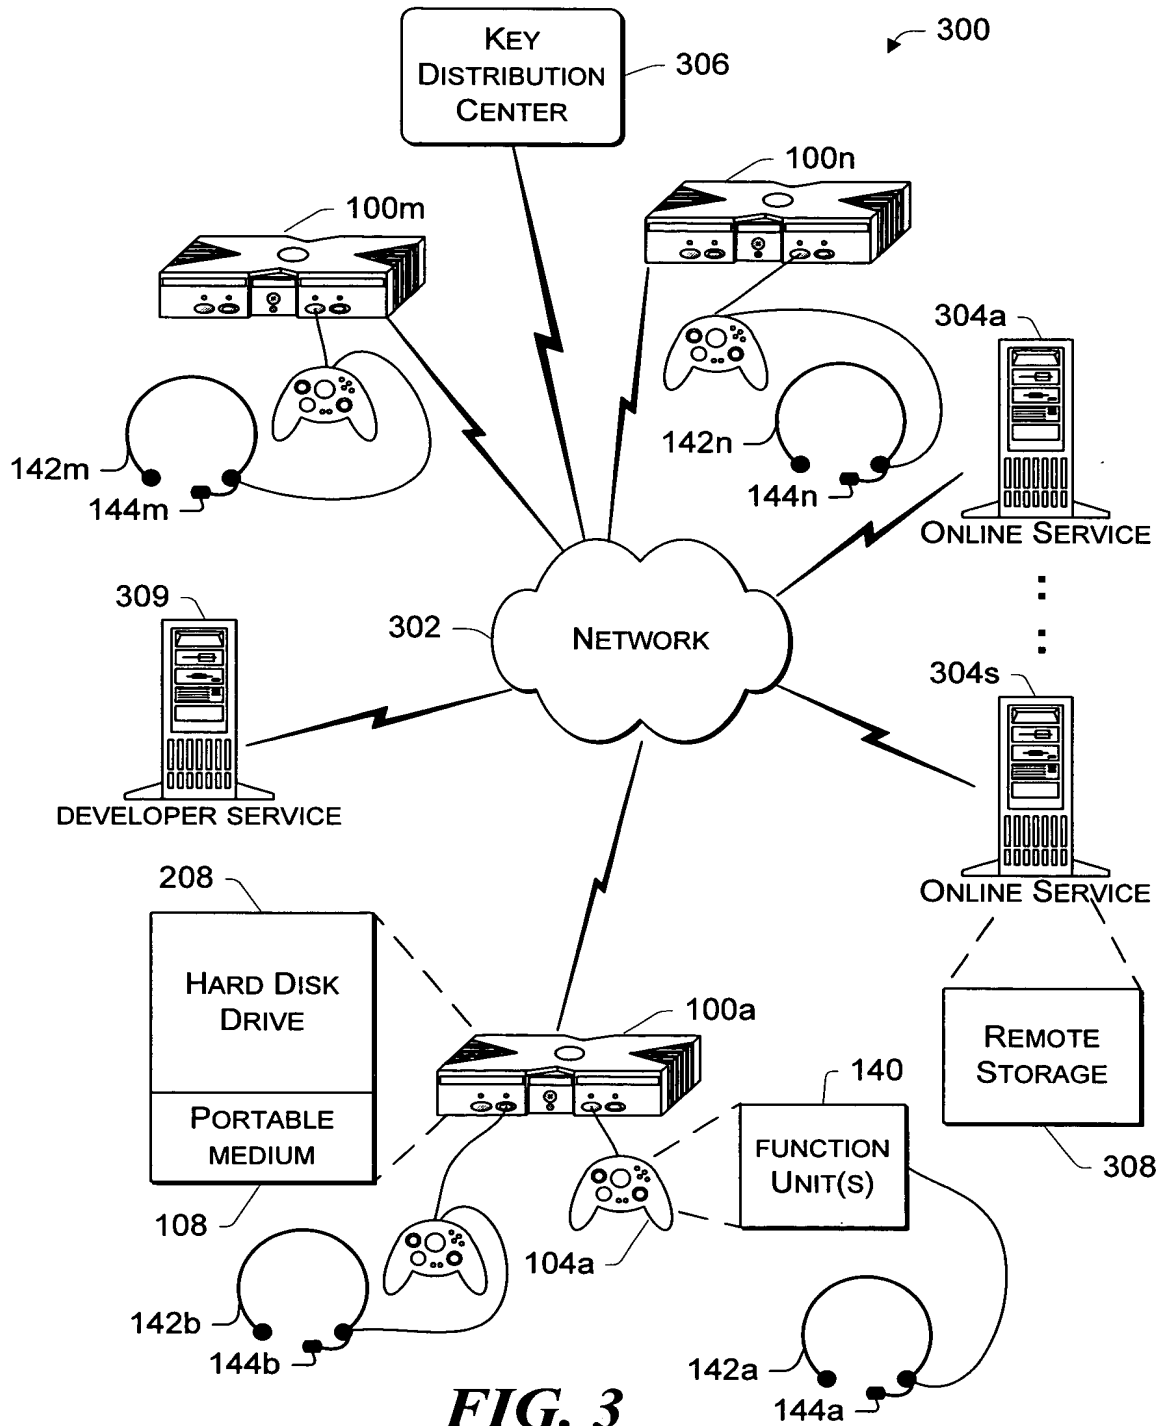 KEY
DISTRIBUTION
CENTER
306
300
100n
100m
304a
142m
144m
142n
144n
ONLINE SERVICE
309
302
NETWORK
304s
DEVELOPER SERVICE
208
ONLINE SERVICE
HARD DISK
DRIVE
100a
REMOTE
STORAGE
140
PORTABLE
MEDIUM
FUNCTION
UNIT(S)
308
108
104a
142b
144b
142a
144a
FIG. 3